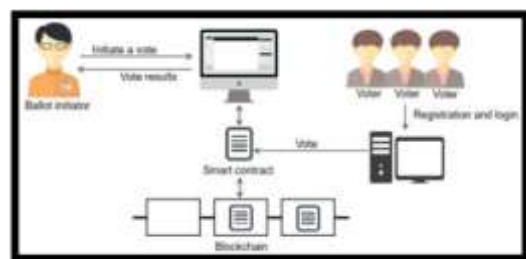 Initiate a vote
Vote results
Ballot initiator
Voter Voter Voter
Registration and login
Vote
Smart contract
Blockchain